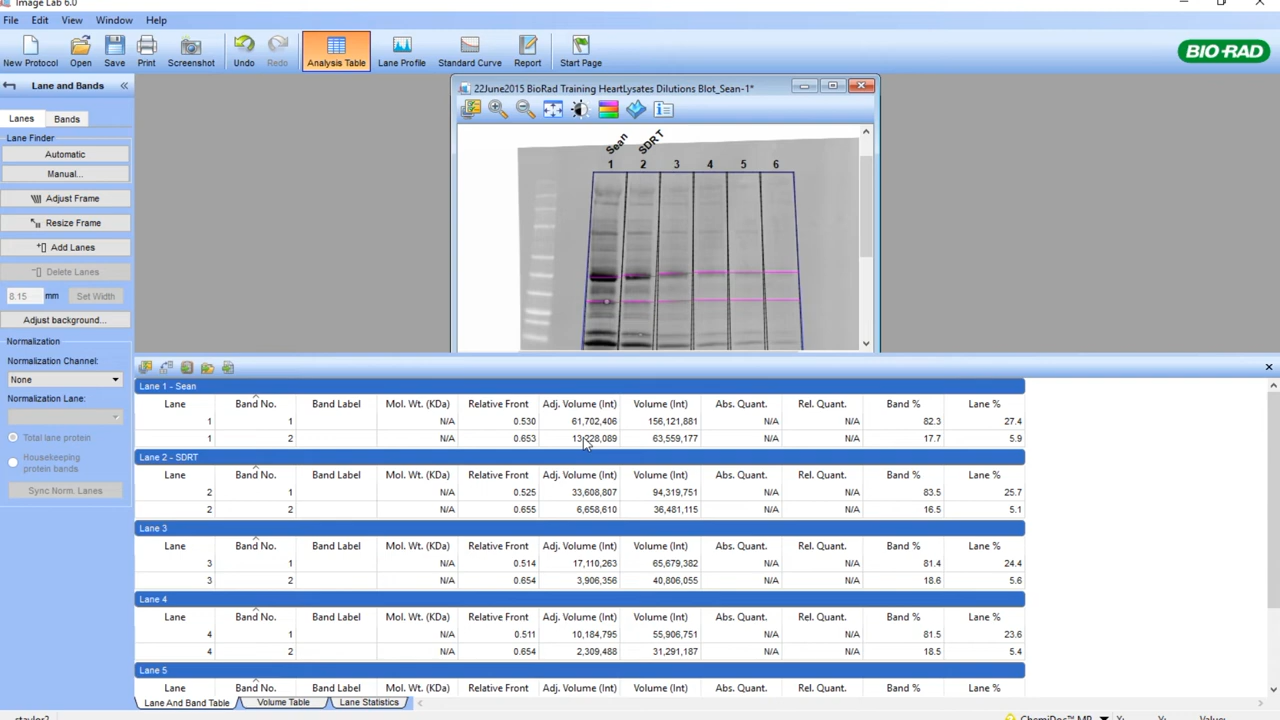 Image Lab 6.0
File Edit View Window Help
New Protocol Open Save Print Screenshot Undo Redo Analysis Table Lane Profile Standard Curve Report Start Page
BIO-RAD
Lane and Bands
Lanes Bands
Lane Finder
Automatic
Manual...
Adjust Frame
Resize Frame
Add Lanes
Delete Lanes
8.15 mm Set Width
Adjust background...
Normalization
Normalization Channel:
None
Normalization Lane:
Total lane protein
Housekeeping
protein bands
Sync Norm. Lanes
22June2015 BioRad Training HeartLysates Dilutions Blot_Sean-1*
Sean SDRT
1 2 3 4 5 6
Lane 1 - Sean
Lane Band No. Band Label Mol. Wt. (KDa) Relative Front Adj. Volume (Int) Volume (Int) Abs. Quant. Rel. Quant. Band % Lane %
1 1 N/A 0.530 61,702,406 156,121,881 N/A N/A 82.3 27.4
1 2 N/A 0.653 13,228,089 63,559,177 N/A N/A 17.7 5.9
Lane 2 - SDRT
Lane Band No. Band Label Mol. Wt. (KDa) Relative Front Adj. Volume (Int) Volume (Int) Abs. Quant. Rel. Quant. Band % Lane %
2 1 N/A 0.525 33,608,807 94,319,751 N/A N/A 83.5 25.7
2 2 N/A 0.655 6,658,610 36,481,115 N/A N/A 16.5 5.1
Lane 3
Lane Band No. Band Label Mol. Wt. (KDa) Relative Front Adj. Volume (Int) Volume (Int) Abs. Quant. Rel. Quant. Band % Lane %
3 1 N/A 0.514 17,110,263 65,679,382 N/A N/A 81.4 24.4
3 2 N/A 0.654 3,906,356 40,806,055 N/A N/A 18.6 5.6
Lane 4
Lane Band No. Band Label Mol. Wt. (KDa) Relative Front Adj. Volume (Int) Volume (Int) Abs. Quant. Rel. Quant. Band % Lane %
4 1 N/A 0.511 10,184,795 55,906,751 N/A N/A 81.5 23.6
4 2 N/A 0.654 2,309,488 31,291,187 N/A N/A 18.5 5.4
Lane 5
Lane Band No. Band Label Mol. Wt. (KDa) Relative Front Adj. Volume (Int) Volume (Int) Abs. Quant. Rel. Quant. Band % Lane %
Lane And Band Table Volume Table Lane Statistics
ChemiDoc™ MP X: Y: Value: